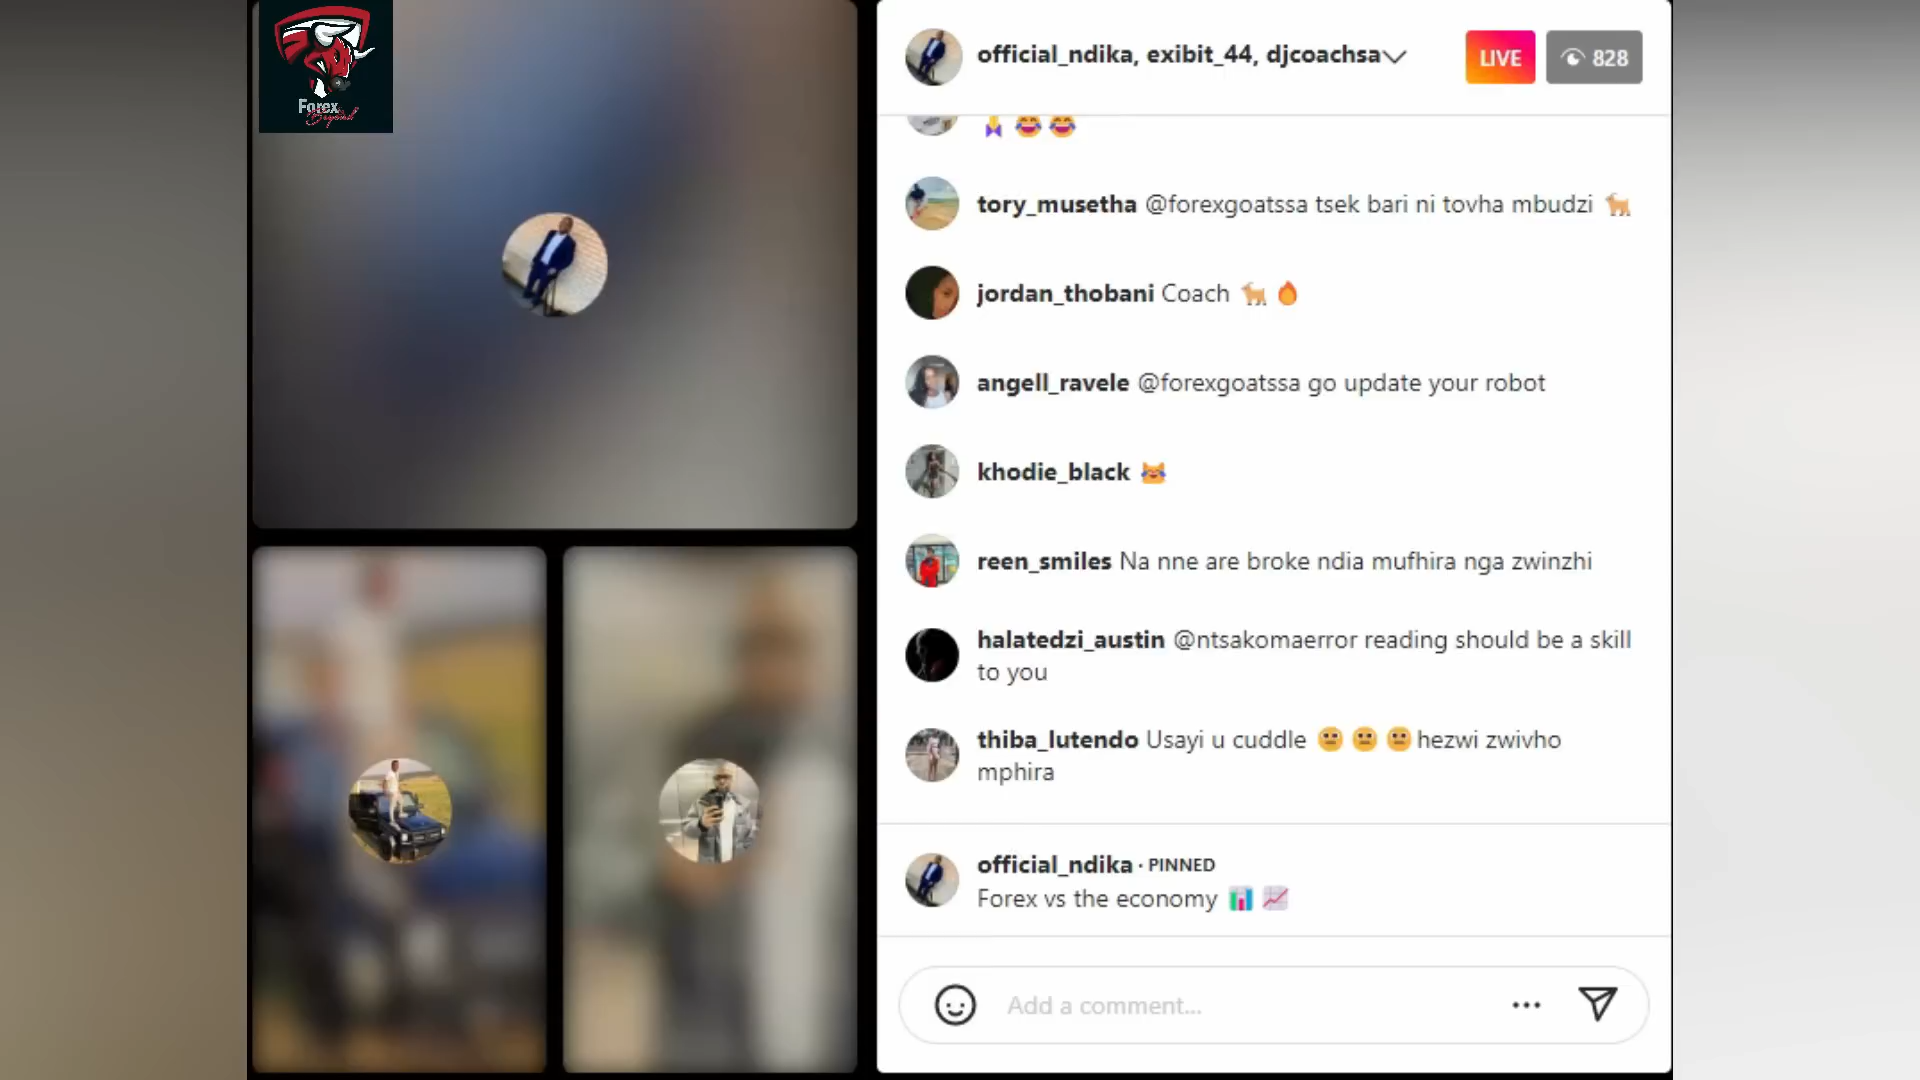 Forex
Beyond
official_ndika, exibit_44, djcoachsa
LIVE
828
tory_musetha @forexgoatssa tsek bari ni tovha mbudzi 🐐
jordan_thobani Coach 🐐🔥
angell_ravele @forexgoatssa go update your robot
khodie_black 😹
reen_smiles Na nne are broke ndia mufhira nga zwinzhi
halatedzi_austin @ntsakomaerror reading should be a skill
to you
thiba_lutendo Usayi u cuddle 😐😐😐hezwi zwivho
mphira
official_ndika · PINNED
Forex vs the economy 📊📈
Add a comment...